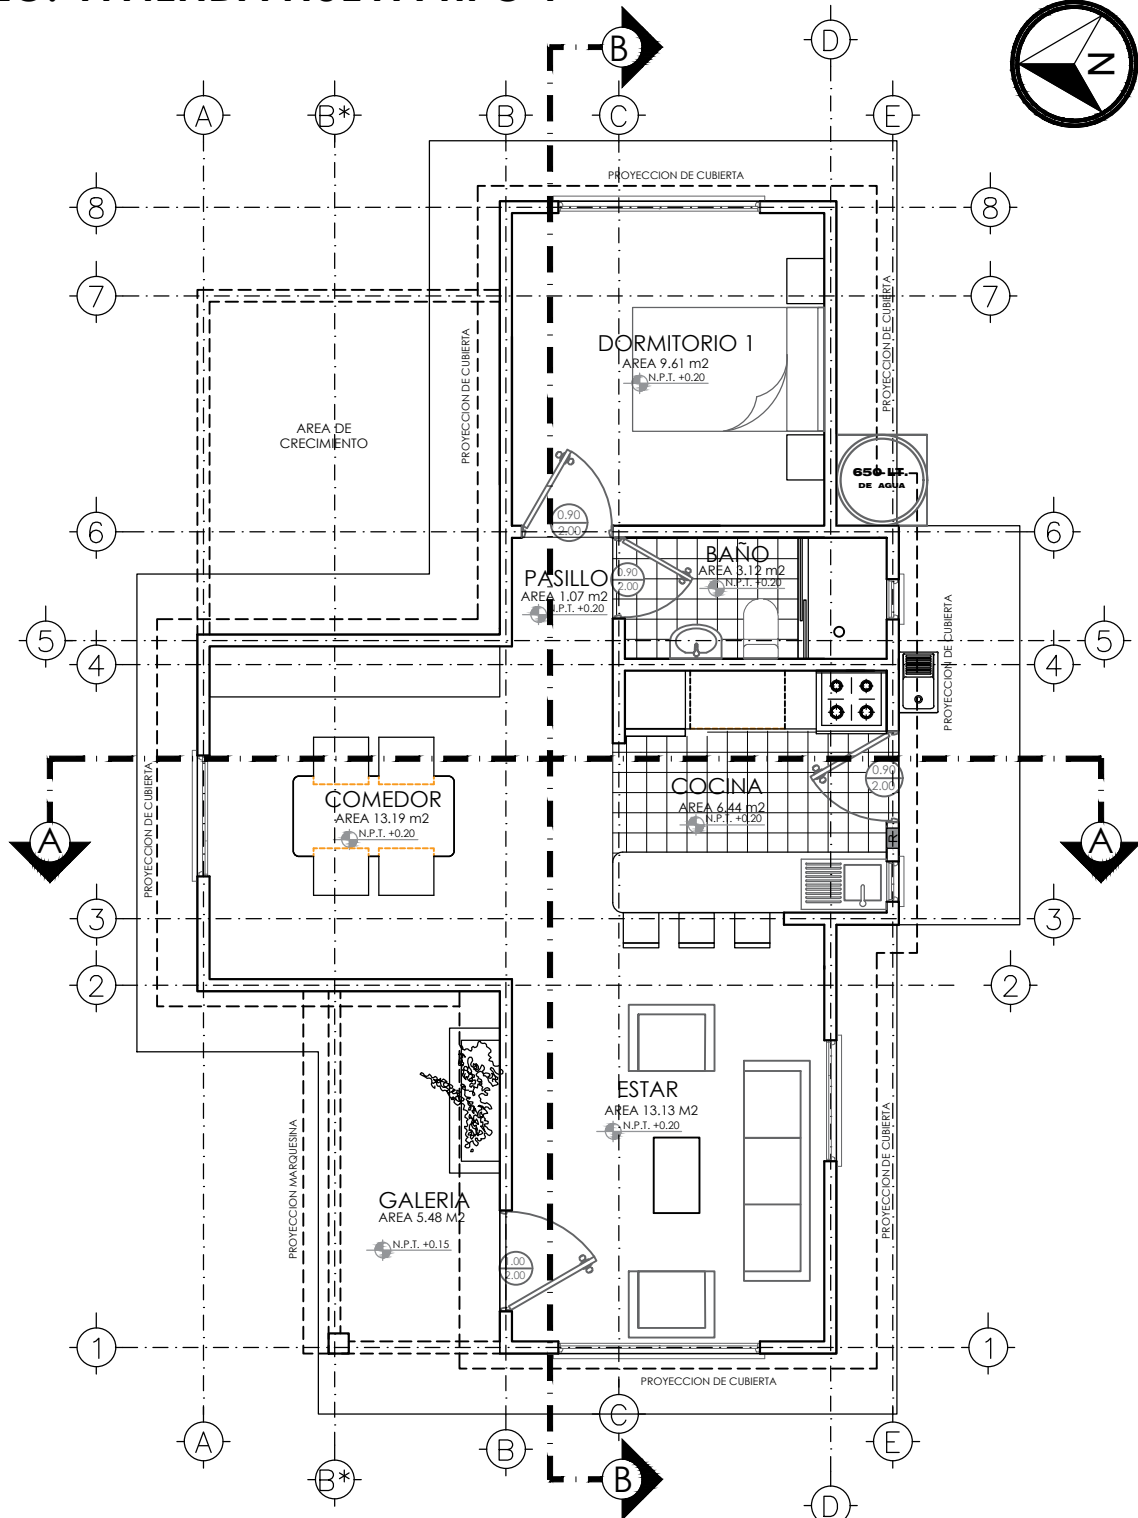 B
D
N
A
B*
B
C
E
PROYECCION DE CUBIERTA
8
8
7
7
PROYECCION DE CUBIERTA
PROYECCION DE CUBIERTA
DORMITORIO 1
AREA 9.61 m2
N.P.T. +0.20
AREA DE
CRECIMIENTO
650 LT.
DE AGUA
0.90
2.00
6
6
BAÑO
AREA 3.12 m2
N.P.T. +0.20
PASILLO
AREA 1.07 m2
N.P.T. +0.20
0.90
2.00
PROYECCION DE CUBIERTA
5
5
4
4
PROYECCION DE CUBIERTA
COCINA
AREA 6.44 m2
N.P.T. +0.20
0.90
2.00
COMEDOR
AREA 13.19 m2
N.P.T. +0.20
A
A
R
3
3
2
2
ESTAR
AREA 13.13 M2
N.P.T. +0.20
PROYECCION MARQUESINA
PROYECCION DE CUBIERTA
GALERIA
AREA 5.48 M2
N.P.T. +0.15
1.00
2.00
1
1
PROYECCION DE CUBIERTA
A
B*
B
C
B
E
D